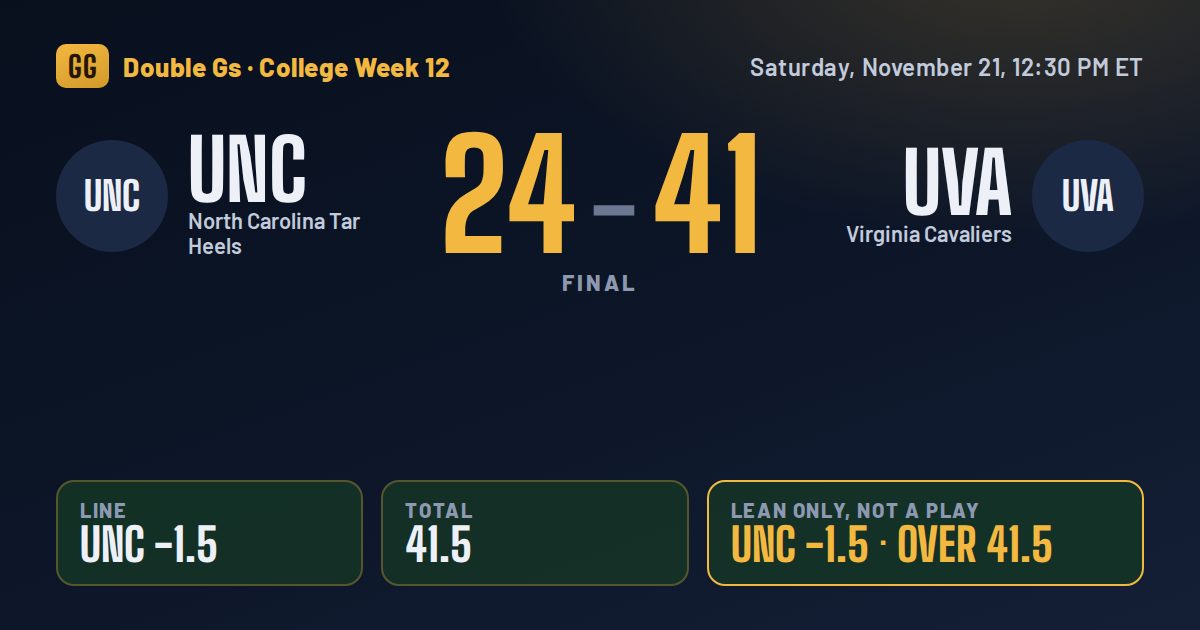 GG Double Gs · College Week 12
Saturday, November 21, 12:30 PM ET
UNC
UNC
North Carolina Tar
Heels
24 – 41
FINAL
UVA
Virginia Cavaliers
UVA
LINE
UNC −1.5
TOTAL
41.5
LEAN ONLY, NOT A PLAY
UNC −1.5 · OVER 41.5